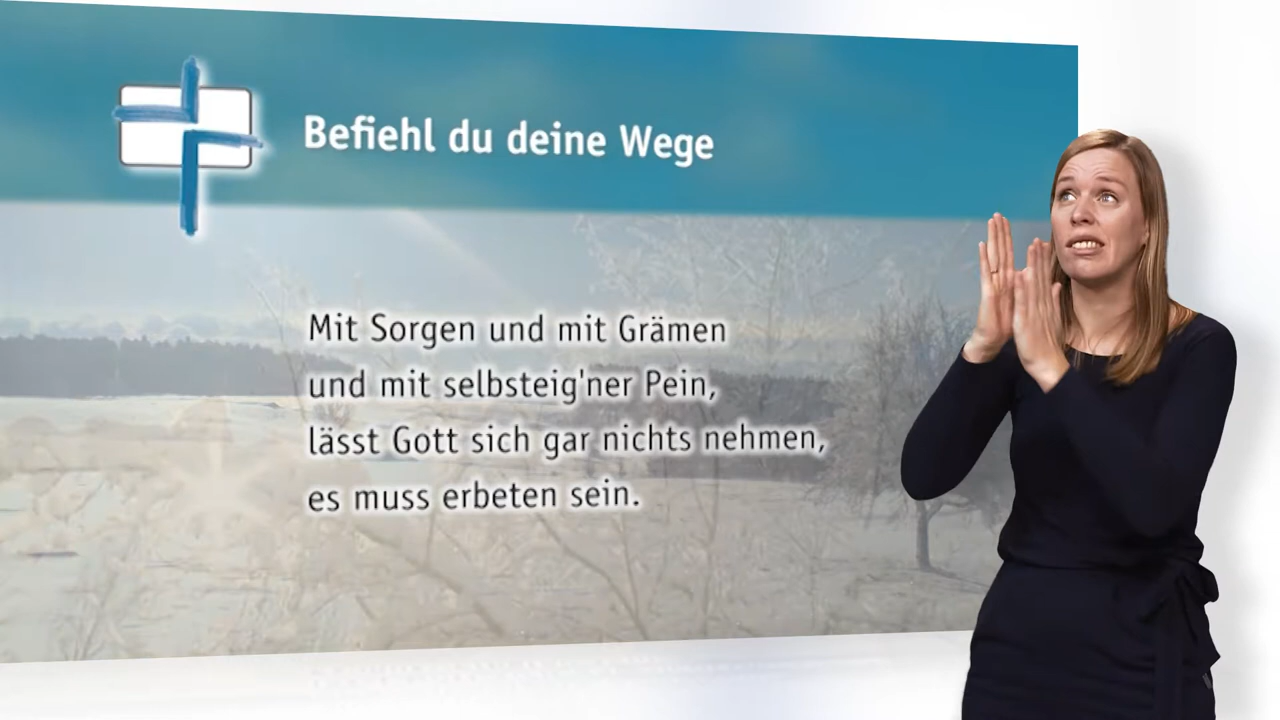 Befiehl du deine Wege
Mit Sorgen und mit Grämen
und mit selbsteig'ner Pein,
lässt Gott sich gar nichts nehmen,
es muss erbeten sein.